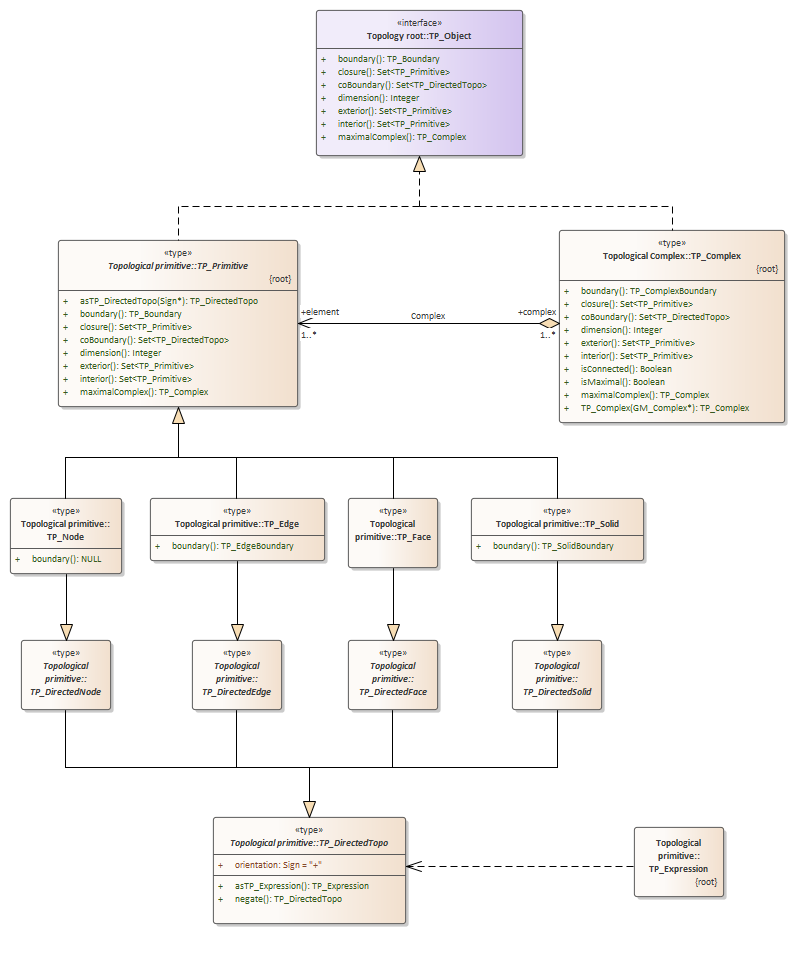 «interface»
Topology root::TP_Object
+ boundary(): TP_Boundary
+ closure(): Set<TP_Primitive>
+ coBoundary(): Set<TP_DirectedTopo>
+ dimension(): Integer
+ exterior(): Set<TP_Primitive>
+ interior(): Set<TP_Primitive>
+ maximalComplex(): TP_Complex
«type»
Topological primitive::TP_Primitive
{root}
+ asTP_DirectedTopo(Sign*): TP_DirectedTopo
+ boundary(): TP_Boundary
+ closure(): Set<TP_Primitive>
+ coBoundary(): Set<TP_DirectedTopo>
+ dimension(): Integer
+ exterior(): Set<TP_Primitive>
+ interior(): Set<TP_Primitive>
+ maximalComplex(): TP_Complex
+element
1..*
Complex
+complex
1..*
«type»
Topological Complex::TP_Complex
{root}
+ boundary(): TP_ComplexBoundary
+ closure(): Set<TP_Primitive>
+ coBoundary(): Set<TP_DirectedTopo>
+ dimension(): Integer
+ exterior(): Set<TP_Primitive>
+ interior(): Set<TP_Primitive>
+ isConnected(): Boolean
+ isMaximal(): Boolean
+ maximalComplex(): TP_Complex
+ TP_Complex(GM_Complex*): TP_Complex
«type»
Topological primitive::
TP_Node
+ boundary(): NULL
«type»
Topological primitive::TP_Edge
+ boundary(): TP_EdgeBoundary
«type»
Topological
primitive::TP_Face
«type»
Topological primitive::TP_Solid
+ boundary(): TP_SolidBoundary
«type»
Topological
primitive::
TP_DirectedNode
«type»
Topological
primitive::
TP_DirectedEdge
«type»
Topological
primitive::
TP_DirectedFace
«type»
Topological
primitive::
TP_DirectedSolid
«type»
Topological primitive::TP_DirectedTopo
+ orientation: Sign = "+"
+ asTP_Expression(): TP_Expression
+ negate(): TP_DirectedTopo
Topological
primitive::
TP_Expression
{root}